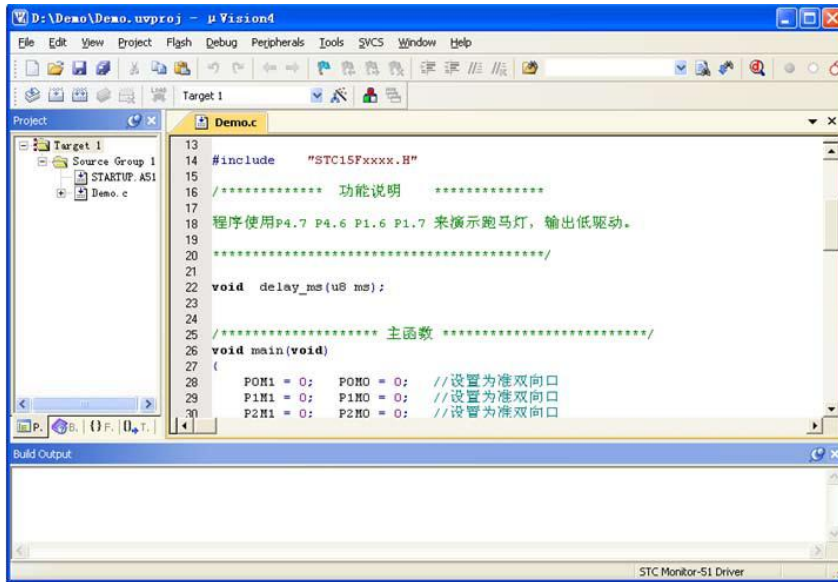 D:\Demo\Demo.uvproj - µVision4
File Edit View Project Flash Debug Peripherals Tools SVCS Window Help
Target 1
Project
Demo.c
Target 1
Source Group 1
STARTUP.A51
Demo.c
13
14 #include "STC15Fxxxx.H"
15
16 /************* 功能说明 **************
17
18 程序使用P4.7 P4.6 P1.6 P1.7 来演示跑马灯，输出低驱动。
19
20 ******************************************/
21
22 void delay_ms(u8 ms);
23
24
25 /******************** 主函数 **************************/
26 void main(void)
27 {
28 P0M1 = 0; P0M0 = 0; //设置为准双向口
29 P1M1 = 0; P1M0 = 0; //设置为准双向口
30 P2M1 = 0; P2M0 = 0; //设置为准双向口
P. B. {} F. 0 T.
Build Output
STC Monitor-51 Driver